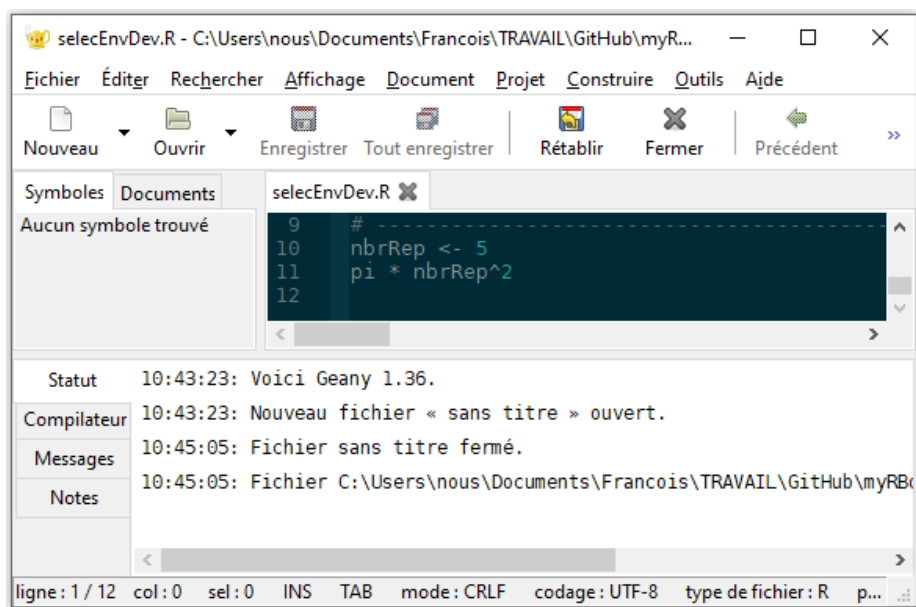 selecEnvDev.R - C:\Users\nous\Documents\Francois\TRAVAIL\GitHub\myR...
Fichier Éditer Rechercher Affichage Document Projet Construire Outils Aide
Nouveau Ouvrir Enregistrer Tout enregistrer Rétablir Fermer Précédent »
Symboles Documents selecEnvDev.R
Aucun symbole trouvé
9 # --------------------------------------------
10 nbrRep <- 5
11 pi * nbrRep^2
12
Statut
Compilateur
Messages
Notes
10:43:23: Voici Geany 1.36.
10:43:23: Nouveau fichier « sans titre » ouvert.
10:45:05: Fichier sans titre fermé.
10:45:05: Fichier C:\Users\nous\Documents\Francois\TRAVAIL\GitHub\myRBo
ligne : 1 / 12 col : 0 sel : 0 INS TAB mode : CRLF codage : UTF-8 type de fichier : R p...